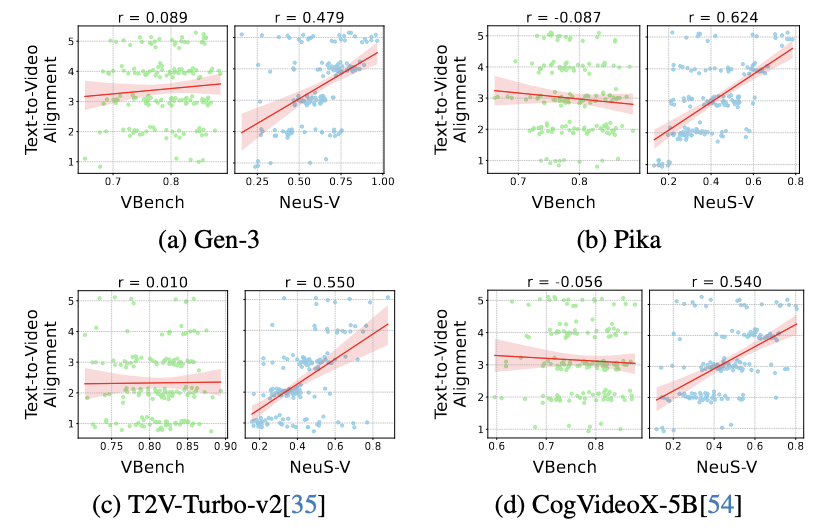 r = 0.089
r = 0.479
Text-to-Video
Alignment
5
4
3
2
1
0.7
0.8
0.25
0.50
0.75
1.00
VBench
NeuS-V
(a) Gen-3
r = -0.087
r = 0.624
Text-to-Video
Alignment
5
4
3
2
1
0.7
0.8
0.2
0.4
0.6
0.8
VBench
NeuS-V
(b) Pika
r = 0.010
r = 0.550
Text-to-Video
Alignment
5
4
3
2
1
0.75
0.80
0.85
0.90
0.2
0.4
0.6
0.8
VBench
NeuS-V
(c) T2V-Turbo-v2[35]
r = -0.056
r = 0.540
Text-to-Video
Alignment
5
4
3
2
1
0.6
0.7
0.8
0.2
0.4
0.6
0.8
VBench
NeuS-V
(d) CogVideoX-5B[54]